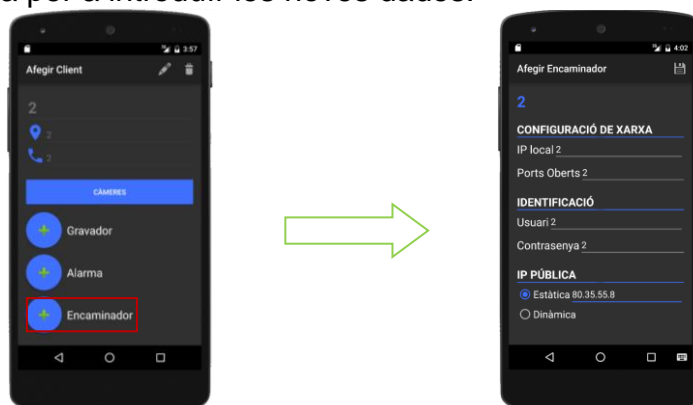 a per a introduir les noves dades.
3:57
Afegir Client
2
2
2
CÀMERES
Gravador
Alarma
Encaminador
4:02
Afegir Encaminador
2
CONFIGURACIÓ DE XARXA
IP local 2
Ports Oberts 2
IDENTIFICACIÓ
Usuari 2
Contrasenya 2
IP PÚBLICA
Estàtica 80.35.55.8
Dinàmica